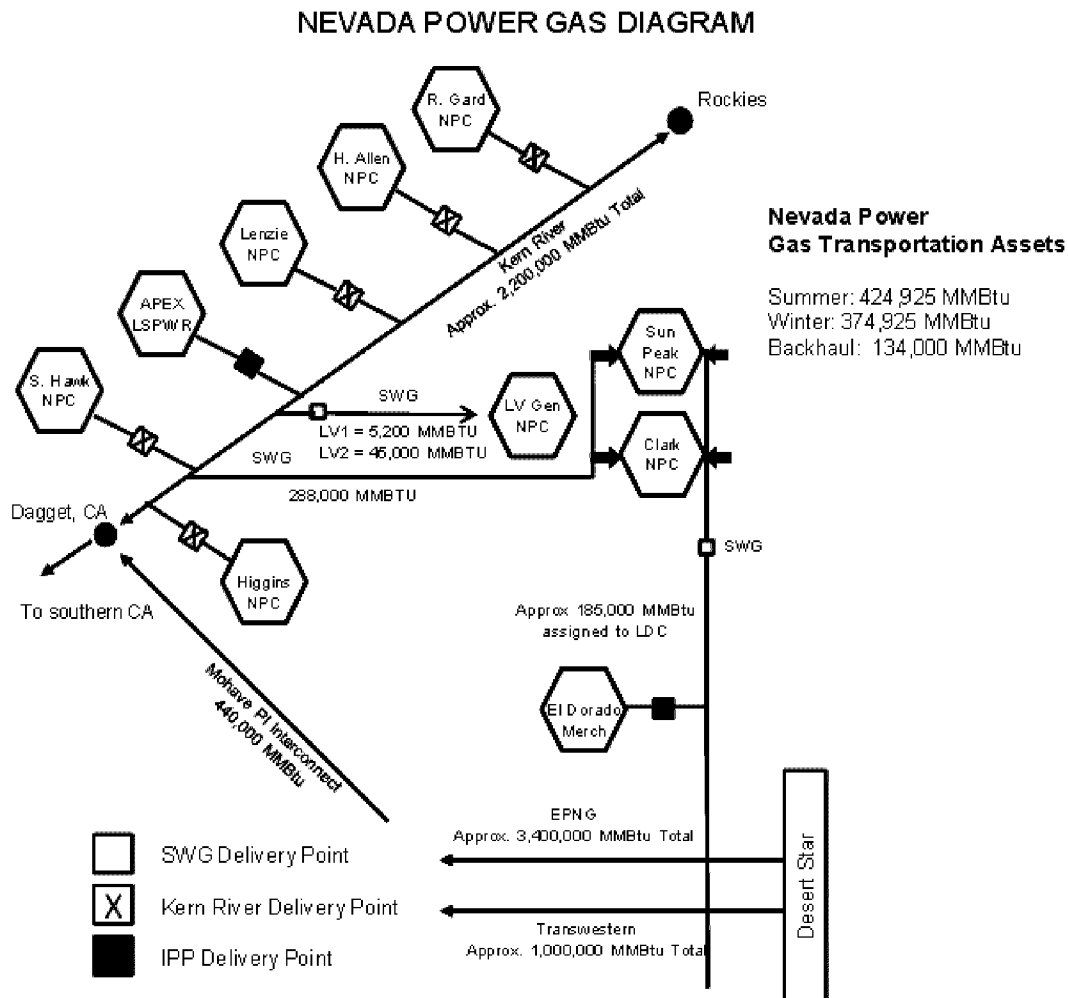 NEVADA POWER GAS DIAGRAM
R. Gard
NPC
Rockies
H. Allen
NPC
Lenzie
NPC
Kern River
Approx. 2,200,000 MMBtu Total
Nevada Power
Gas Transportation Assets
Summer: 424,925 MMBtu
Winter: 374,925 MMBtu
Backhaul: 134,000 MMBtu
APEX
LSPWR
Sun
Peak
NPC
S. Hawk
NPC
SWG
LV1 = 5,200 MMBTU
LV2 = 45,000 MMBTU
LV Gen
NPC
Clark
NPC
SWG
288,000 MMBTU
Dagget, CA
SWG
Higgins
NPC
To southern CA
Approx 185,000 MMBtu
assigned to LDC
Mohave PI Interconnect
440,000 MMBtu
El Dorado
Merch
EPNG
Approx. 3,400,000 MMBtu Total
Desert Star
Transwestern
Approx. 1,000,000 MMBtu Total
SWG Delivery Point
X
Kern River Delivery Point
IPP Delivery Point